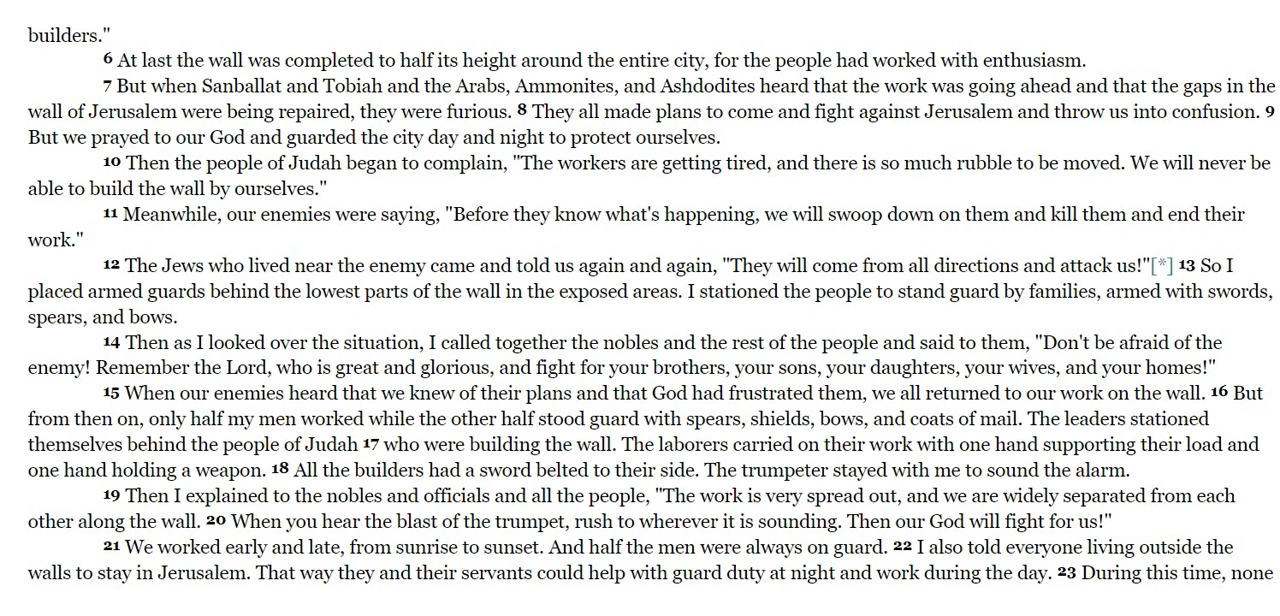 builders."
6 At last the wall was completed to half its height around the entire city, for the people had worked with enthusiasm.
7 But when Sanballat and Tobiah and the Arabs, Ammonites, and Ashdodites heard that the work was going ahead and that the gaps in the
wall of Jerusalem were being repaired, they were furious. 8 They all made plans to come and fight against Jerusalem and throw us into confusion. 9
But we prayed to our God and guarded the city day and night to protect ourselves.
10 Then the people of Judah began to complain, "The workers are getting tired, and there is so much rubble to be moved. We will never be
able to build the wall by ourselves."
11 Meanwhile, our enemies were saying, "Before they know what's happening, we will swoop down on them and kill them and end their
work."
12 The Jews who lived near the enemy came and told us again and again, "They will come from all directions and attack us!"[*] 13 So I
placed armed guards behind the lowest parts of the wall in the exposed areas. I stationed the people to stand guard by families, armed with swords,
spears, and bows.
14 Then as I looked over the situation, I called together the nobles and the rest of the people and said to them, "Don't be afraid of the
enemy! Remember the Lord, who is great and glorious, and fight for your brothers, your sons, your daughters, your wives, and your homes!"
15 When our enemies heard that we knew of their plans and that God had frustrated them, we all returned to our work on the wall. 16 But
from then on, only half my men worked while the other half stood guard with spears, shields, bows, and coats of mail. The leaders stationed
themselves behind the people of Judah 17 who were building the wall. The laborers carried on their work with one hand supporting their load and
one hand holding a weapon. 18 All the builders had a sword belted to their side. The trumpeter stayed with me to sound the alarm.
19 Then I explained to the nobles and officials and all the people, "The work is very spread out, and we are widely separated from each
other along the wall. 20 When you hear the blast of the trumpet, rush to wherever it is sounding. Then our God will fight for us!"
21 We worked early and late, from sunrise to sunset. And half the men were always on guard. 22 I also told everyone living outside the
walls to stay in Jerusalem. That way they and their servants could help with guard duty at night and work during the day. 23 During this time, none